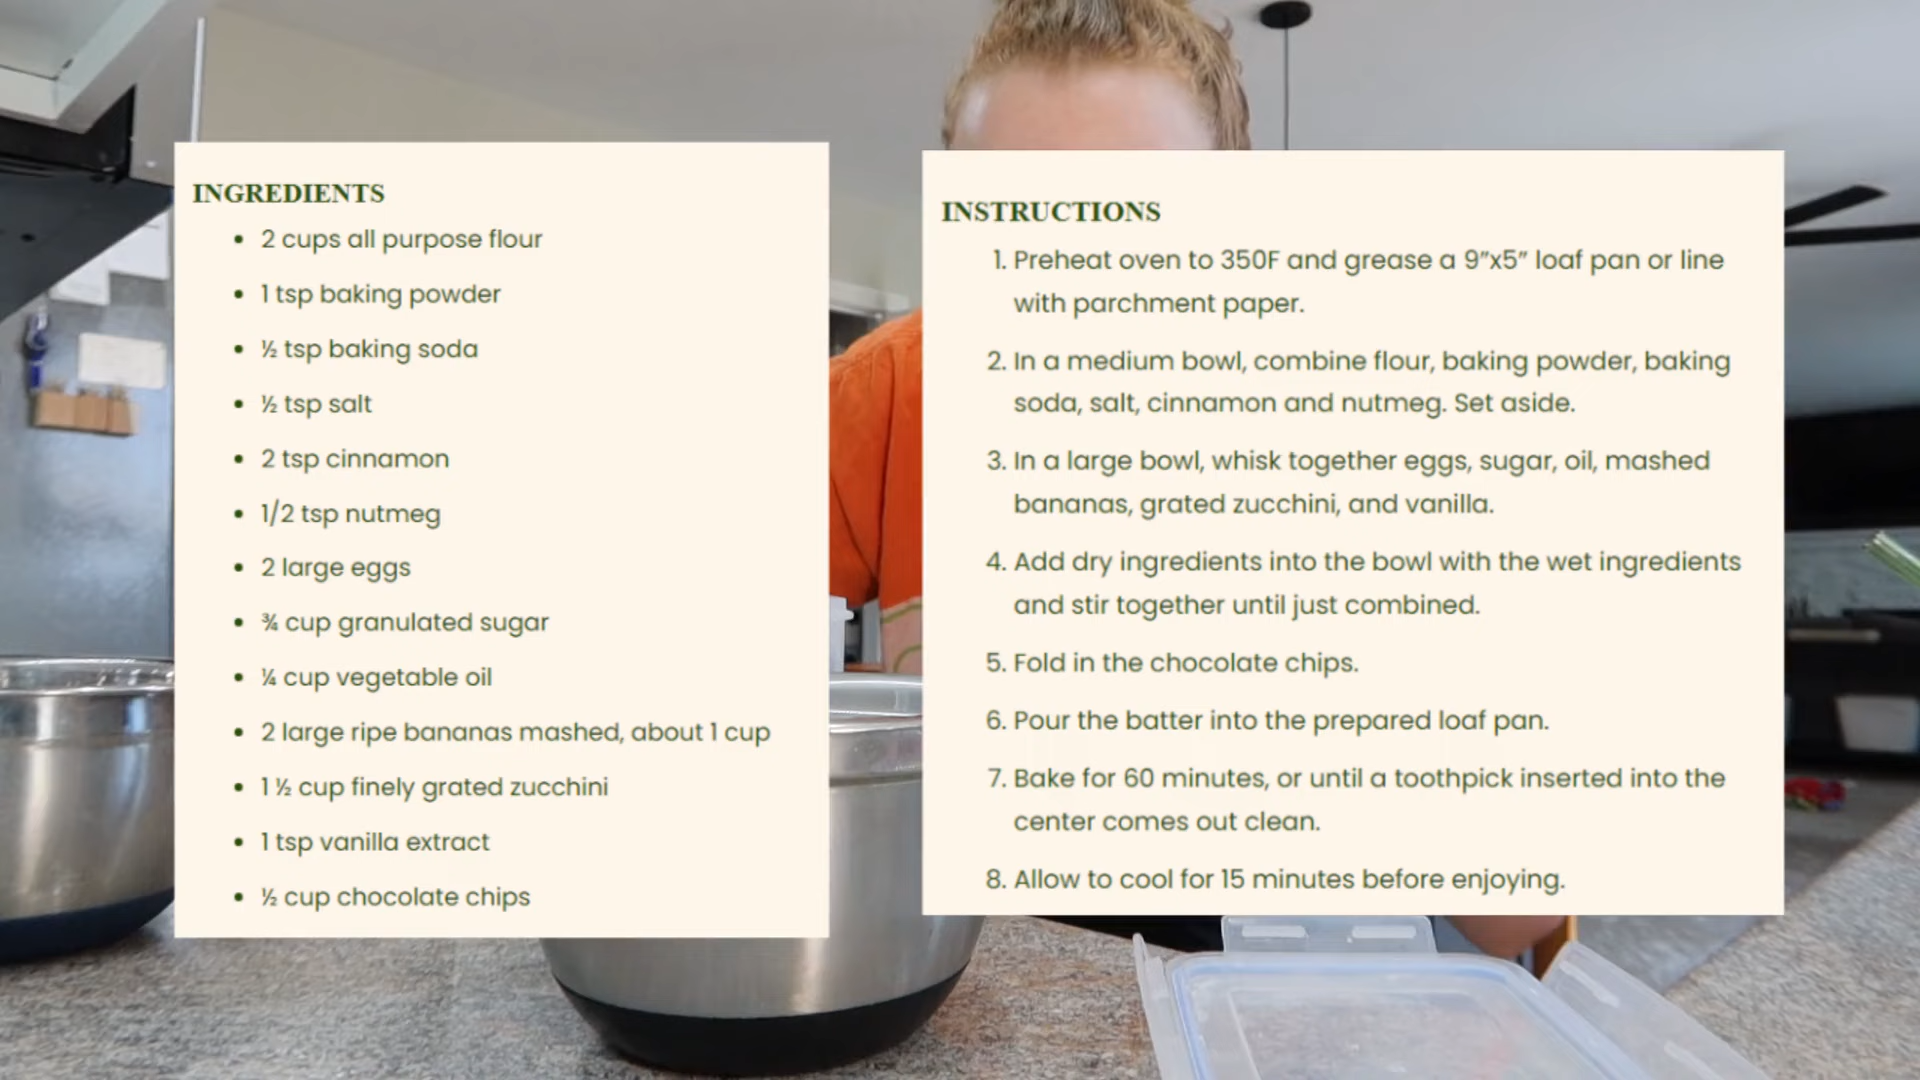 INGREDIENTS
• 2 cups all purpose flour
• 1 tsp baking powder
• ½ tsp baking soda
• ½ tsp salt
• 2 tsp cinnamon
• 1/2 tsp nutmeg
• 2 large eggs
• ¾ cup granulated sugar
• ¼ cup vegetable oil
• 2 large ripe bananas mashed, about 1 cup
• 1 ½ cup finely grated zucchini
• 1 tsp vanilla extract
• ½ cup chocolate chips
INSTRUCTIONS
1. Preheat oven to 350F and grease a 9”x5” loaf pan or line
with parchment paper.
2. In a medium bowl, combine flour, baking powder, baking
soda, salt, cinnamon and nutmeg. Set aside.
3. In a large bowl, whisk together eggs, sugar, oil, mashed
bananas, grated zucchini, and vanilla.
4. Add dry ingredients into the bowl with the wet ingredients
and stir together until just combined.
5. Fold in the chocolate chips.
6. Pour the batter into the prepared loaf pan.
7. Bake for 60 minutes, or until a toothpick inserted into the
center comes out clean.
8. Allow to cool for 15 minutes before enjoying.